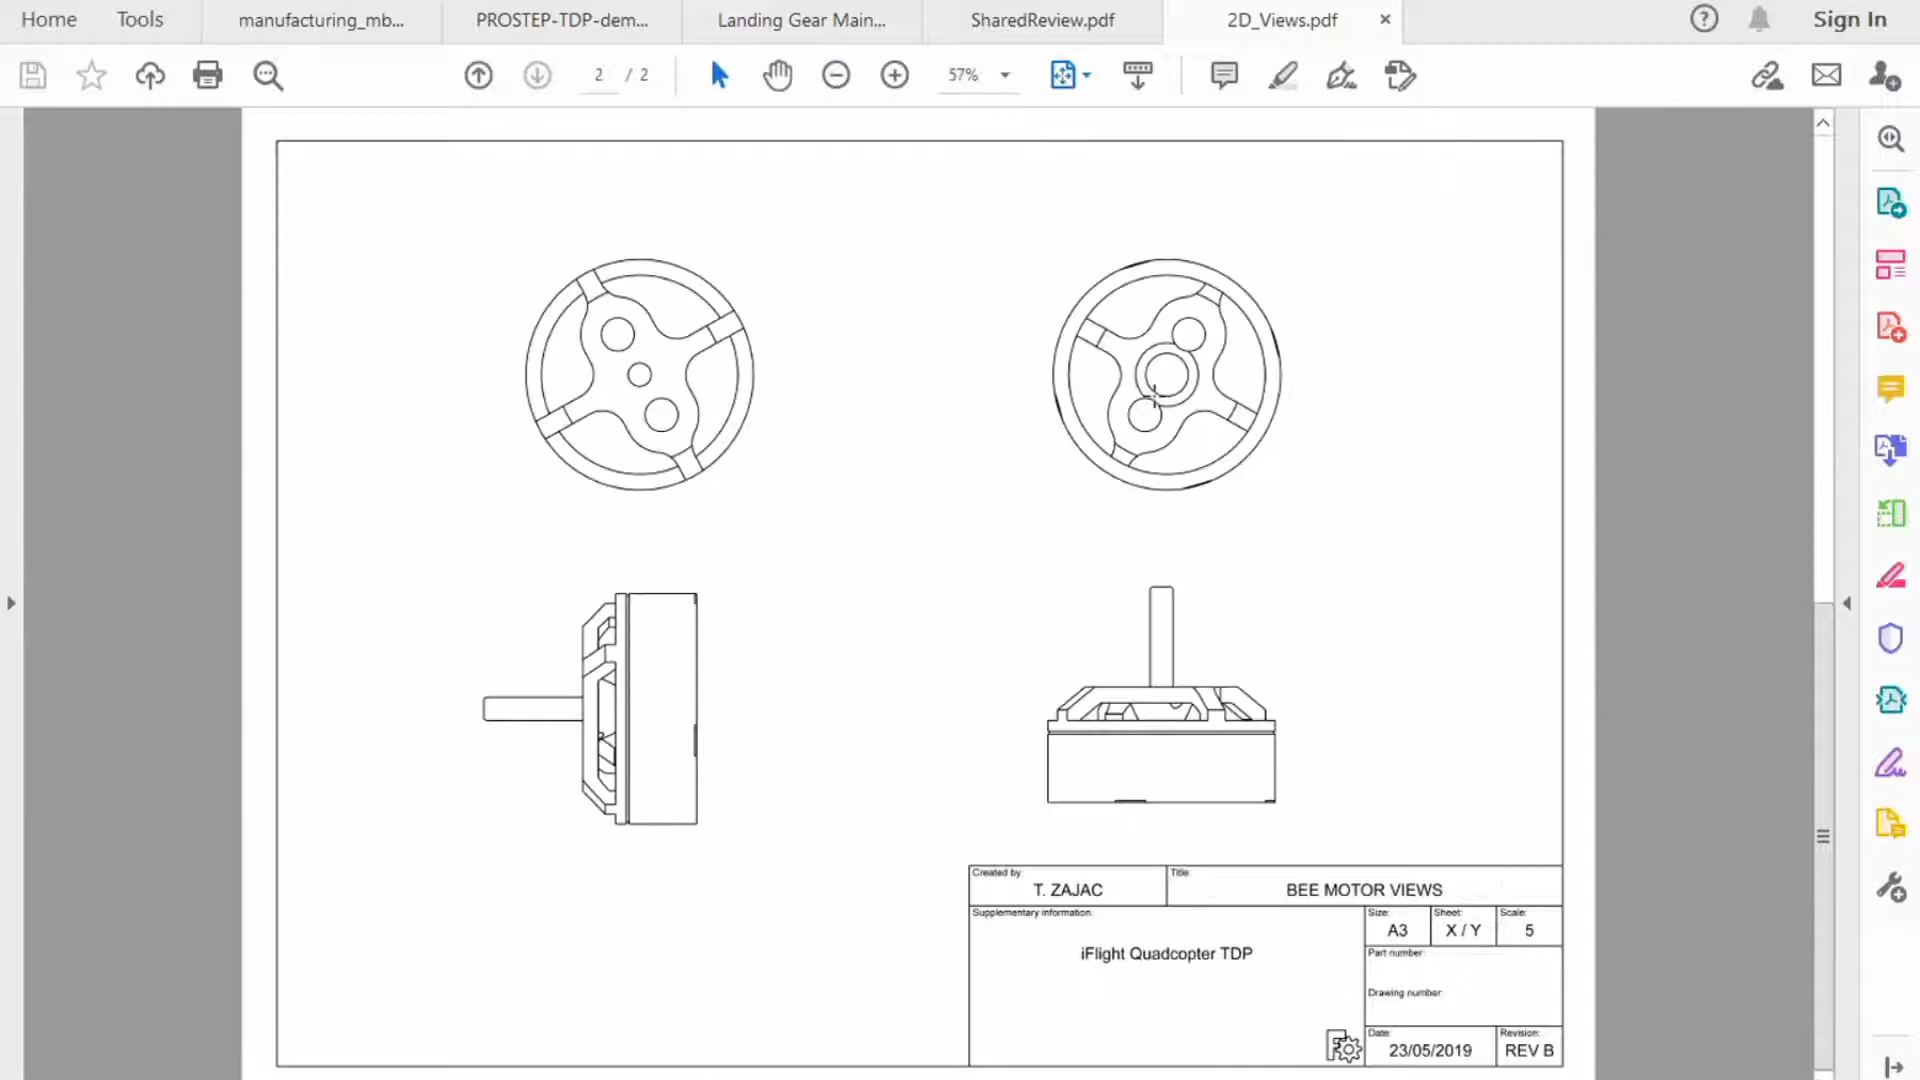 Home Tools manufacturing_mb... PROSTEP-TDP-dem... Landing Gear Main... SharedReview.pdf 2D_Views.pdf × Sign In
2 / 2 57%
Created by: Title:
T. ZAJAC BEE MOTOR VIEWS
Supplementary information: Size: Sheet: Scale:
A3 X / Y 5
iFlight Quadcopter TDP Part number:
Drawing number:
Date: Revision:
23/05/2019 REV B